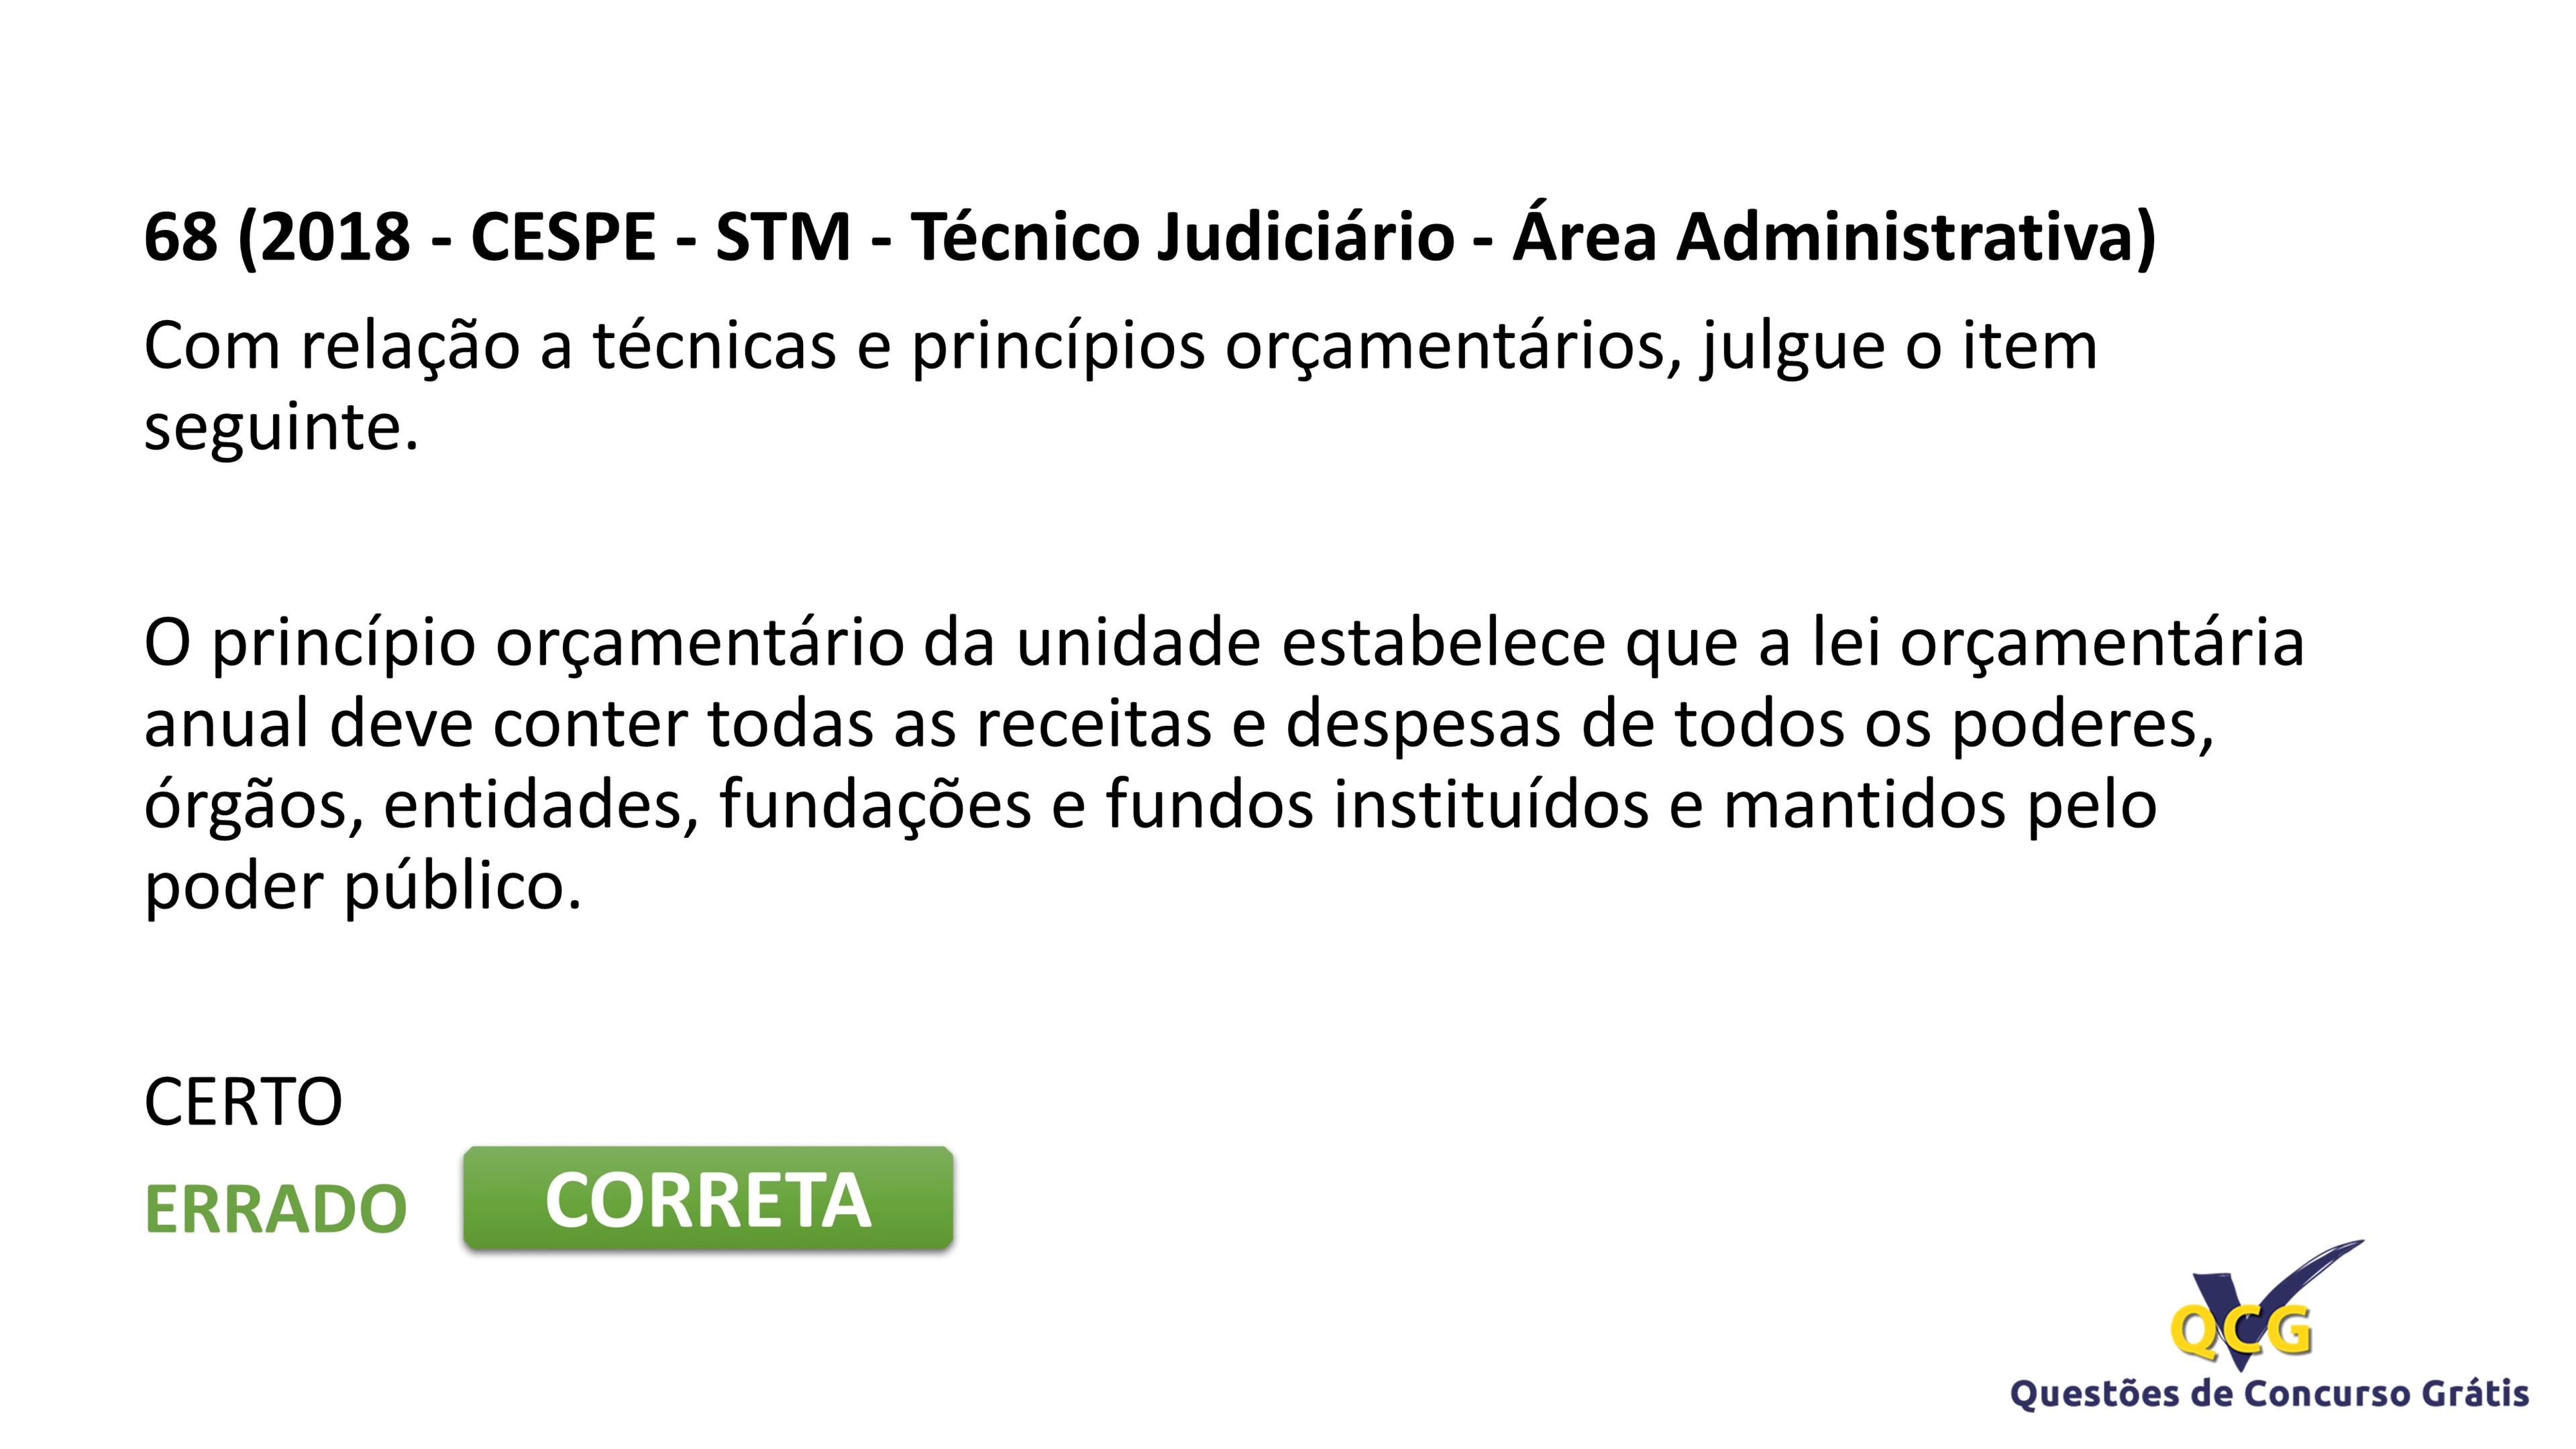 68 (2018 - CESPE - STM - Técnico Judiciário - Área Administrativa)
Com relação a técnicas e princípios orçamentários, julgue o item
seguinte.
O princípio orçamentário da unidade estabelece que a lei orçamentária
anual deve conter todas as receitas e despesas de todos os poderes,
órgãos, entidades, fundações e fundos instituídos e mantidos pelo
poder público.
CERTO
ERRADO CORRETA
QCG
Questões de Concurso Grátis